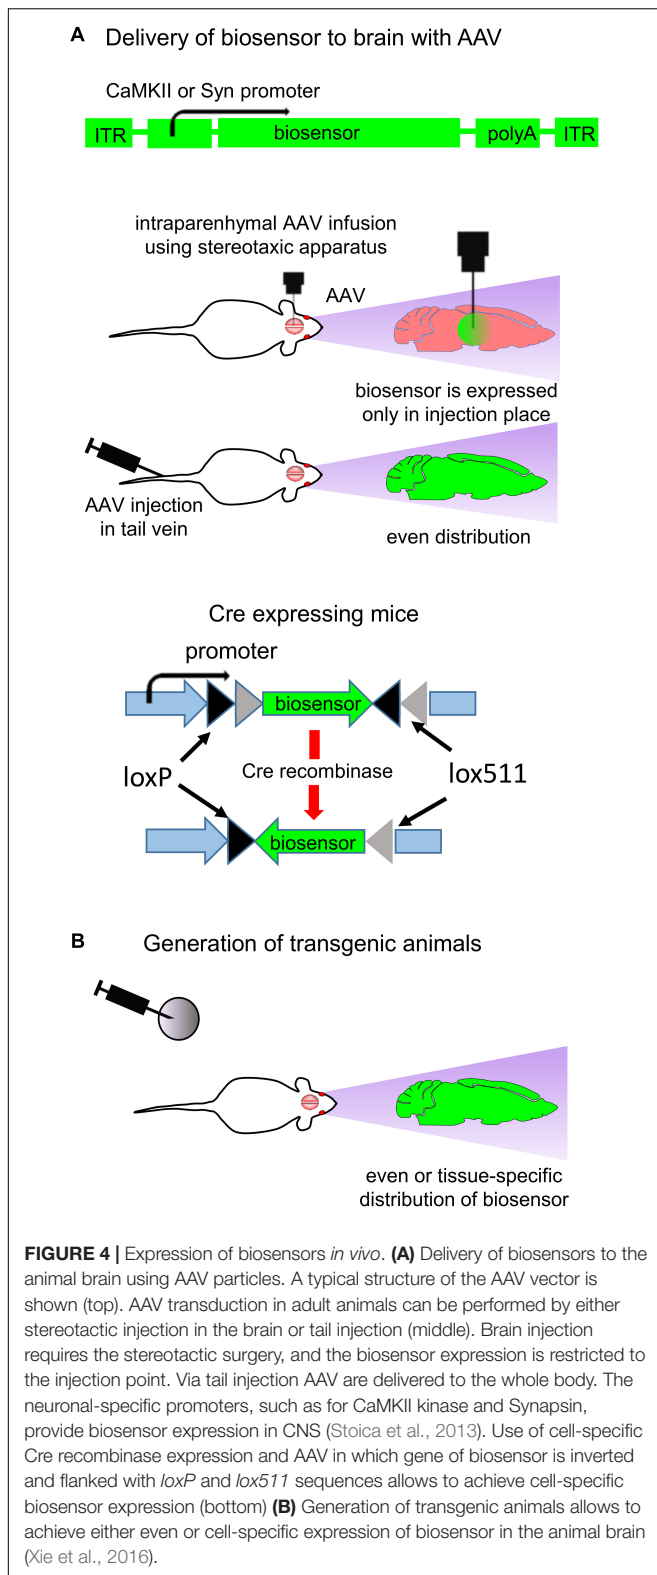 A Delivery of biosensor to brain with AAV
CaMKII or Syn promoter
ITR biosensor polyA ITR
intraparenhymal AAV infusion
using stereotaxic apparatus
AAV
biosensor is expressed
only in injection place
AAV injection
in tail vein
even distribution
Cre expressing mice
promoter
biosensor
loxP Cre recombinase lox511
biosensor
B Generation of transgenic animals
even or tissue-specific
distribution of biosensor
FIGURE 4 | Expression of biosensors in vivo. (A) Delivery of biosensors to the
animal brain using AAV particles. A typical structure of the AAV vector is
shown (top). AAV transduction in adult animals can be performed by either
stereotactic injection in the brain or tail injection (middle). Brain injection
requires the stereotactic surgery, and the biosensor expression is restricted to
the injection point. Via tail injection AAV are delivered to the whole body. The
neuronal-specific promoters, such as for CaMKII kinase and Synapsin,
provide biosensor expression in CNS (Stoica et al., 2013). Use of cell-specific
Cre recombinase expression and AAV in which gene of biosensor is inverted
and flanked with loxP and lox511 sequences allows to achieve cell-specific
biosensor expression (bottom) (B) Generation of transgenic animals allows to
achieve either even or cell-specific expression of biosensor in the animal brain
(Xie et al., 2016).